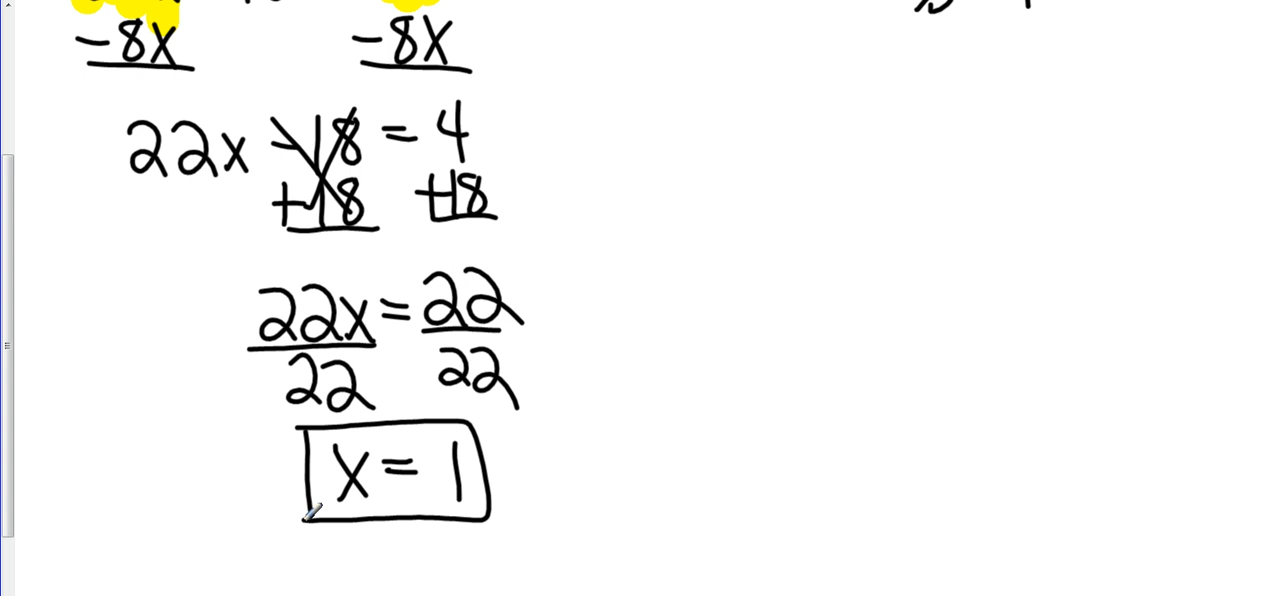 -8x -8x
22x -18 = 4
+18 +18
22x = 22
22 22
x = 1